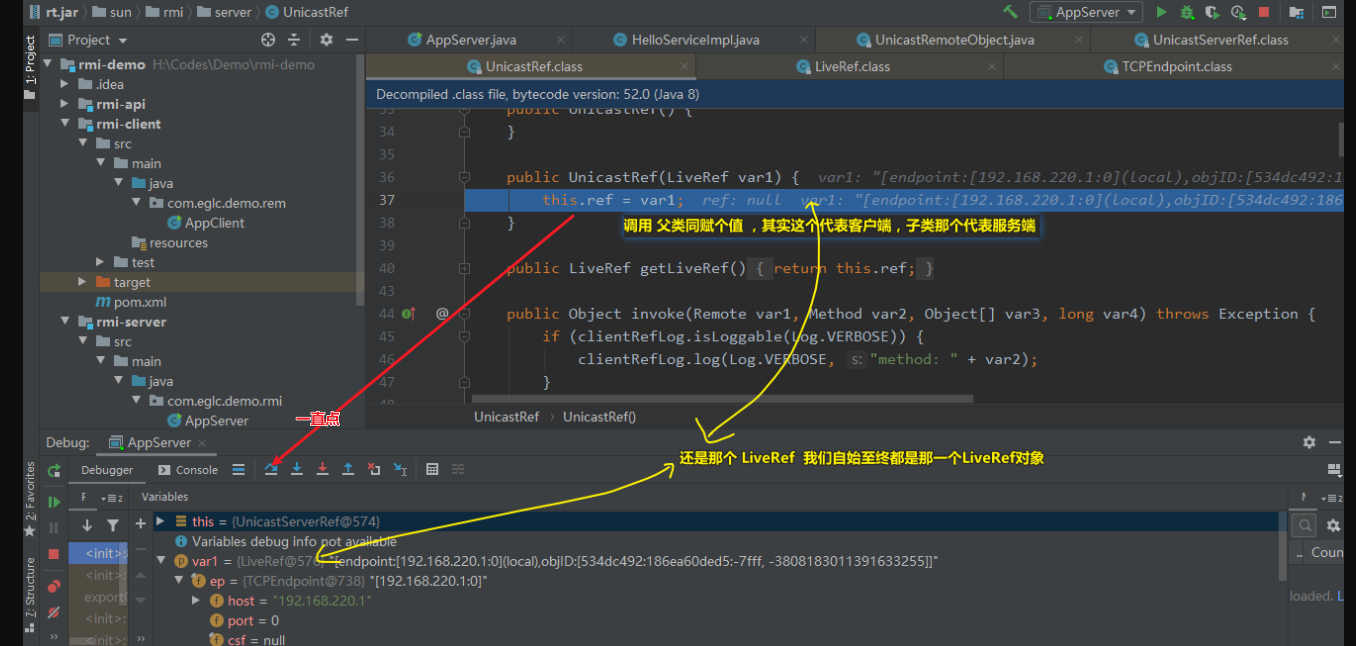 rt.jar sun rmi server UnicastRef AppServer
Project
AppServer.java HelloServiceImpl.java UnicastRemoteObject.java UnicastServerRef.class
UnicastRef.class LiveRef.class TCPEndpoint.class
1: Project
rmi-demo H:\Codes\Demo\rmi-demo
.idea
rmi-api
rmi-client
src
main
java
com.eglc.demo.rem
AppClient
resources
test
target
pom.xml
rmi-server
src
main
java
com.eglc.demo.rmi
AppServer
Decompiled .class file, bytecode version: 52.0 (Java 8)
33 public UnicastRef() {
34 }
35
36 public UnicastRef(LiveRef var1) { var1: "[endpoint:[192.168.220.1:0](local),objID:[534dc492:1
37 this.ref = var1; ref: null var1: "[endpoint:[192.168.220.1:0](local),objID:[534dc492:186
38 }
调用 父类同赋个值 ，其实这个代表客户端，子类那个代表服务端
39
40 public LiveRef getLiveRef() { return this.ref; }
43
44 @ public Object invoke(Remote var1, Method var2, Object[] var3, long var4) throws Exception {
45 if (clientRefLog.isLoggable(Log.VERBOSE)) {
46 clientRefLog.log(Log.VERBOSE, s: "method: " + var2);
47 }
48
UnicastRef UnicastRef()
一直点
还是那个 LiveRef 我们自始至终都是那一个LiveRef对象
Debug: AppServer
Debugger Console
F 2 Variables 2
this = {UnicastServerRef@574}
Variables debug info not available
var1 = {LiveRef@576} "[endpoint:[192.168.220.1:0](local),objID:[534dc492:186ea60ded5:-7fff, -3808183011391633255]]"
ep = {TCPEndpoint@738} "[192.168.220.1:0]"
host = "192.168.220.1"
port = 0
csf = null
<init>:
<init>:
export
<init>:
<init>:
.. Coun
loaded. L
2: Favorites
7: Structure